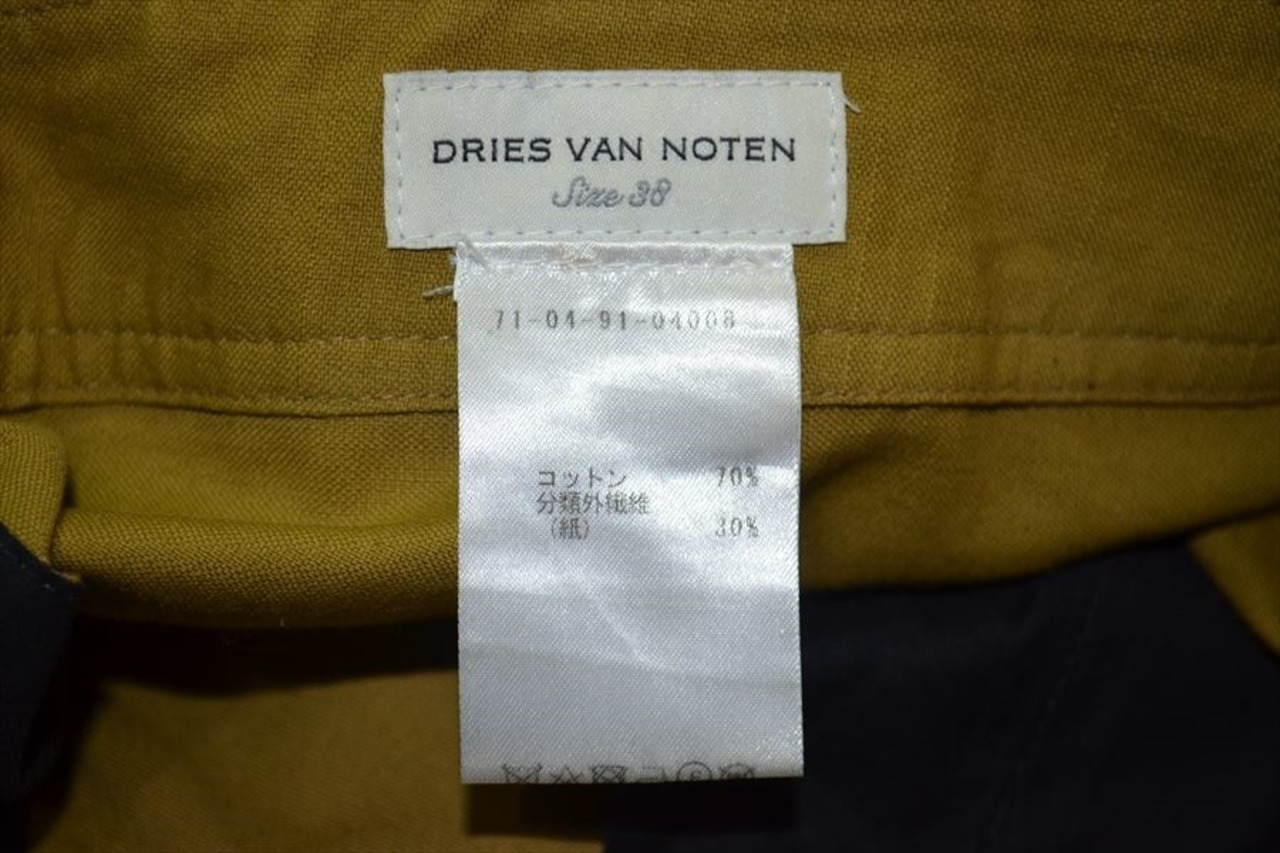 DRIES VAN NOTEN
Size 38
71-04-91-04008
コットン 70%
分類外繊維
(紙) 30%